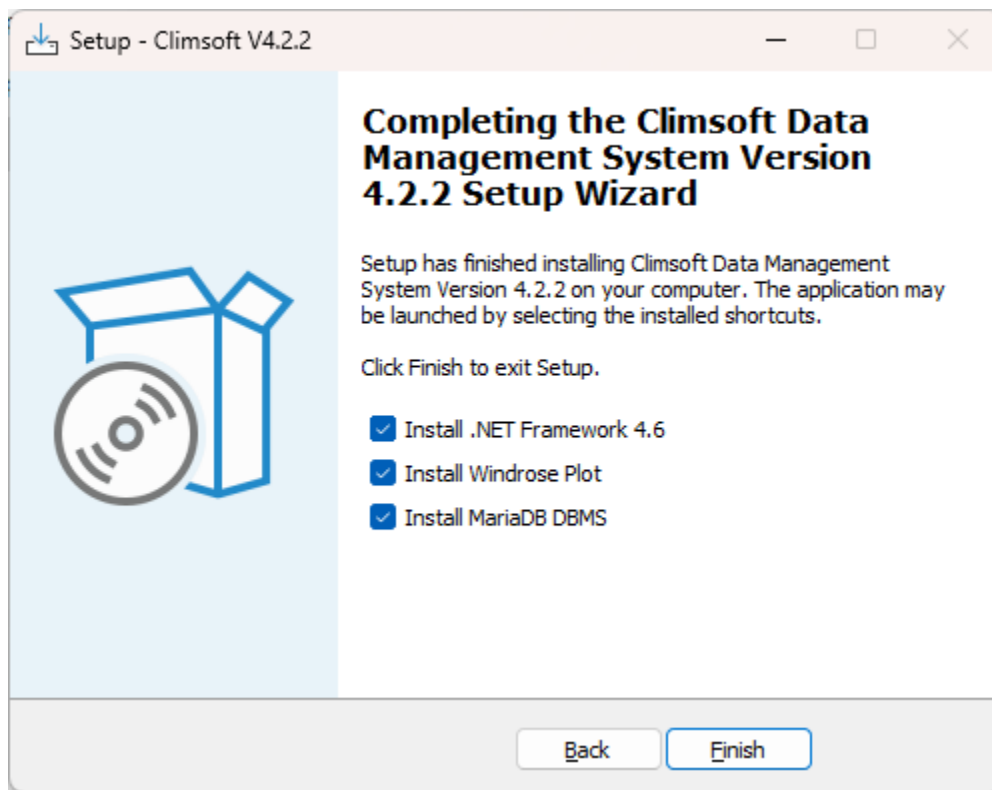 Setup - Climsoft V4.2.2
Completing the Climsoft Data
Management System Version
4.2.2 Setup Wizard
Setup has finished installing Climsoft Data Management
System Version 4.2.2 on your computer. The application may
be launched by selecting the installed shortcuts.
Click Finish to exit Setup.
Install .NET Framework 4.6
Install Windrose Plot
Install MariaDB DBMS
Back
Finish